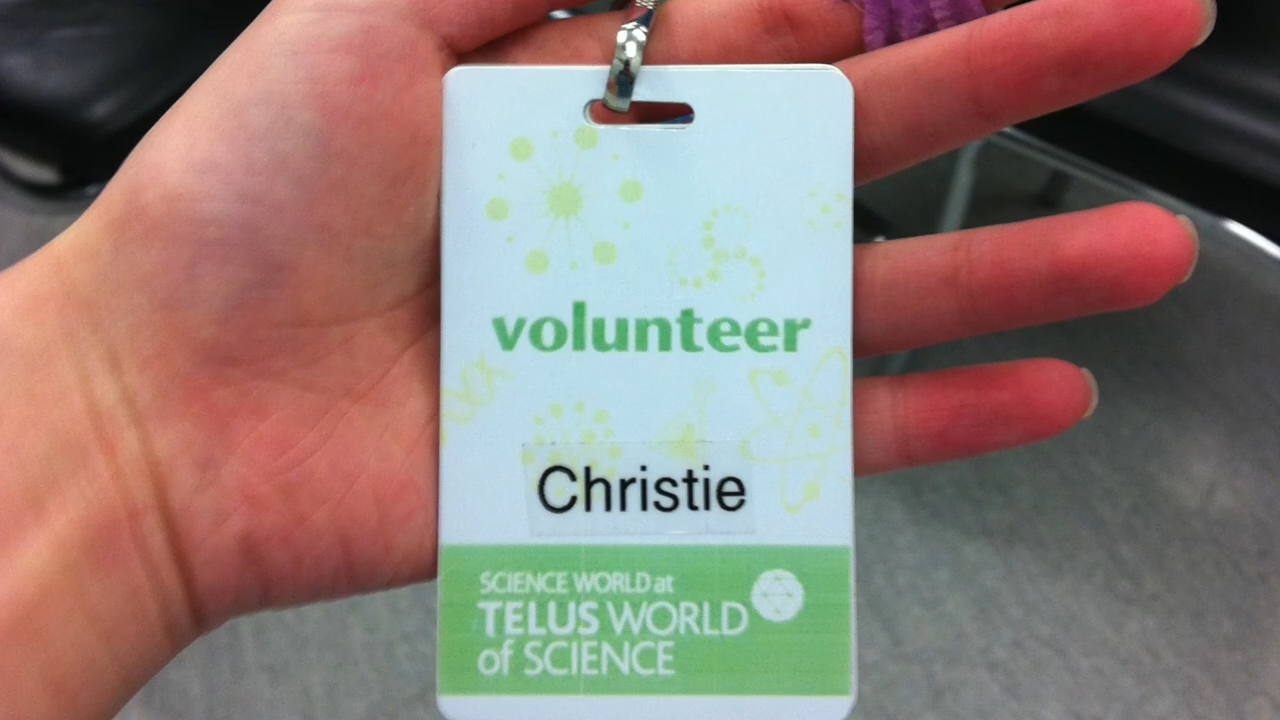 volunteer
Christie
SCIENCE WORLD at
TELUS WORLD
of SCIENCE